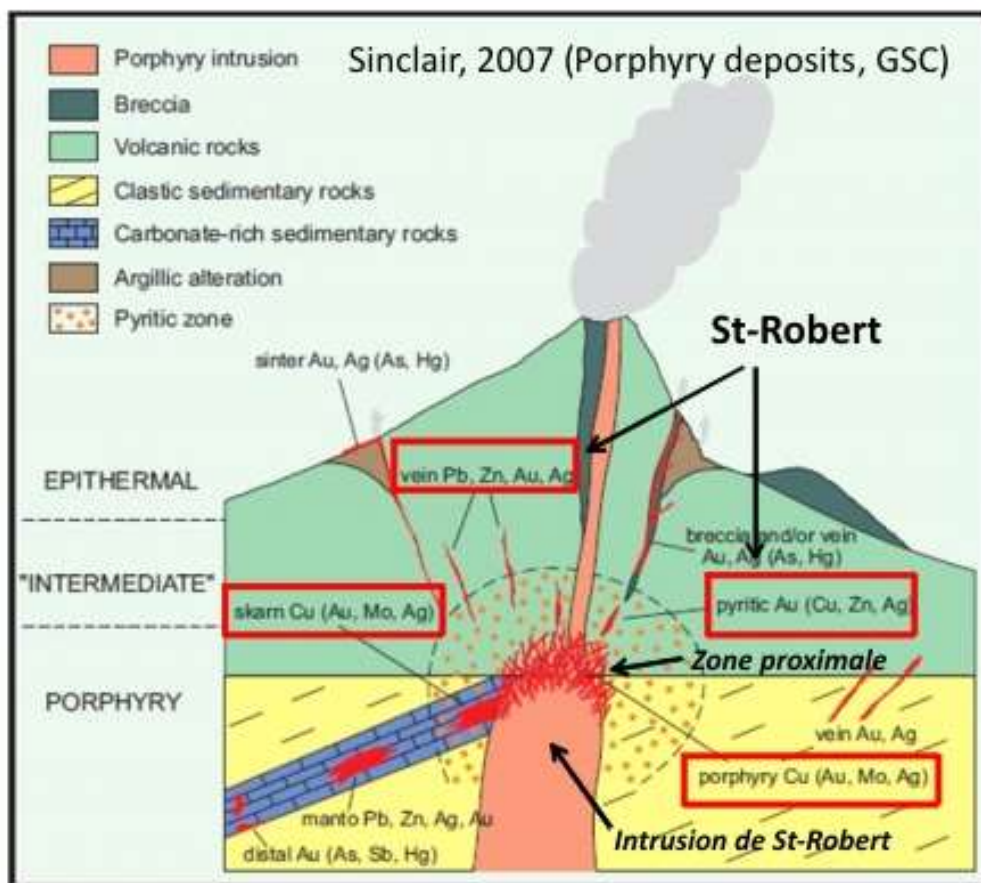 Sinclair, 2007 (Porphyry deposits, GSC)
Porphyry intrusion
Breccia
Volcanic rocks
Clastic sedimentary rocks
Carbonate-rich sedimentary rocks
Argillic alteration
Pyritic zone
St-Robert
sinter Au, Ag (As, Hg)
EPITHERMAL
vein Pb, Zn, Au, Ag
breccia and/or vein
Au, Ag (As, Hg)
"INTERMEDIATE"
skarn Cu (Au, Mo, Ag)
pyritic Au (Cu, Zn, Ag)
Zone proximale
PORPHYRY
vein Au, Ag
porphyry Cu (Au, Mo, Ag)
manto Pb, Zn, Ag, Au
Intrusion de St-Robert
distal Au (As, Sb, Hg)